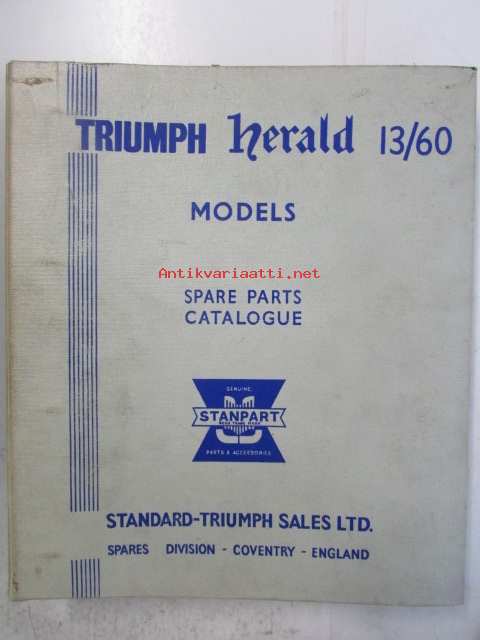 TRIUMPH herald 13/60
MODELS
Antikvariaatti.net
SPARE PARTS
CATALOGUE
GENUINE
STANPART
PARTS & ACCESSORIES
STANDARD-TRIUMPH SALES LTD.
SPARES DIVISION - COVENTRY - ENGLAND